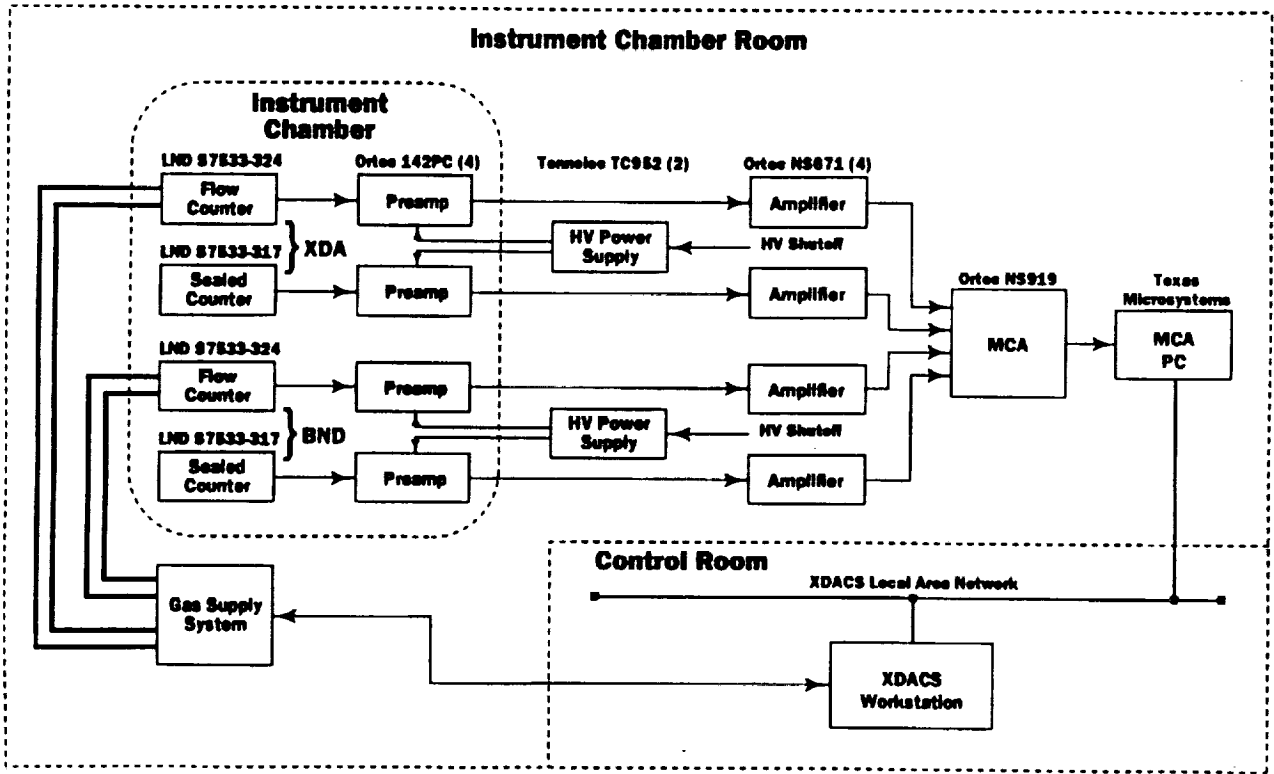 Instrument Chamber Room
Instrument
Chamber
LND 87533-324
Ortec 142PC (4)
Tennelec TC952 (2)
Ortec NS671 (4)
Flow
Counter
Preamp
Amplifier
XDA
HV Power
Supply
HV Shutoff
LND 87533-317
Sealed
Counter
Preamp
Amplifier
Ortec NS919
MCA
Texas
Microsystems
MCA
PC
LND 87533-324
Flow
Counter
Preamp
Amplifier
BND
HV Power
Supply
HV Shutoff
LND 87533-317
Sealed
Counter
Preamp
Amplifier
Control Room
XDACS Local Area Network
Gas Supply
System
XDACS
Workstation